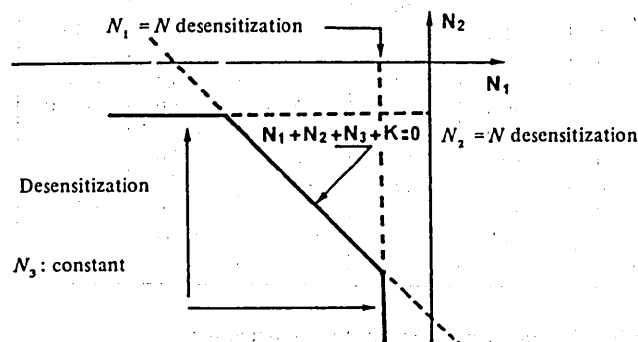 N₁ = N desensitization
N₂
N₁
N₁+N₂+N₃+K=0
N₂ = N desensitization
Desensitization
N₃: constant